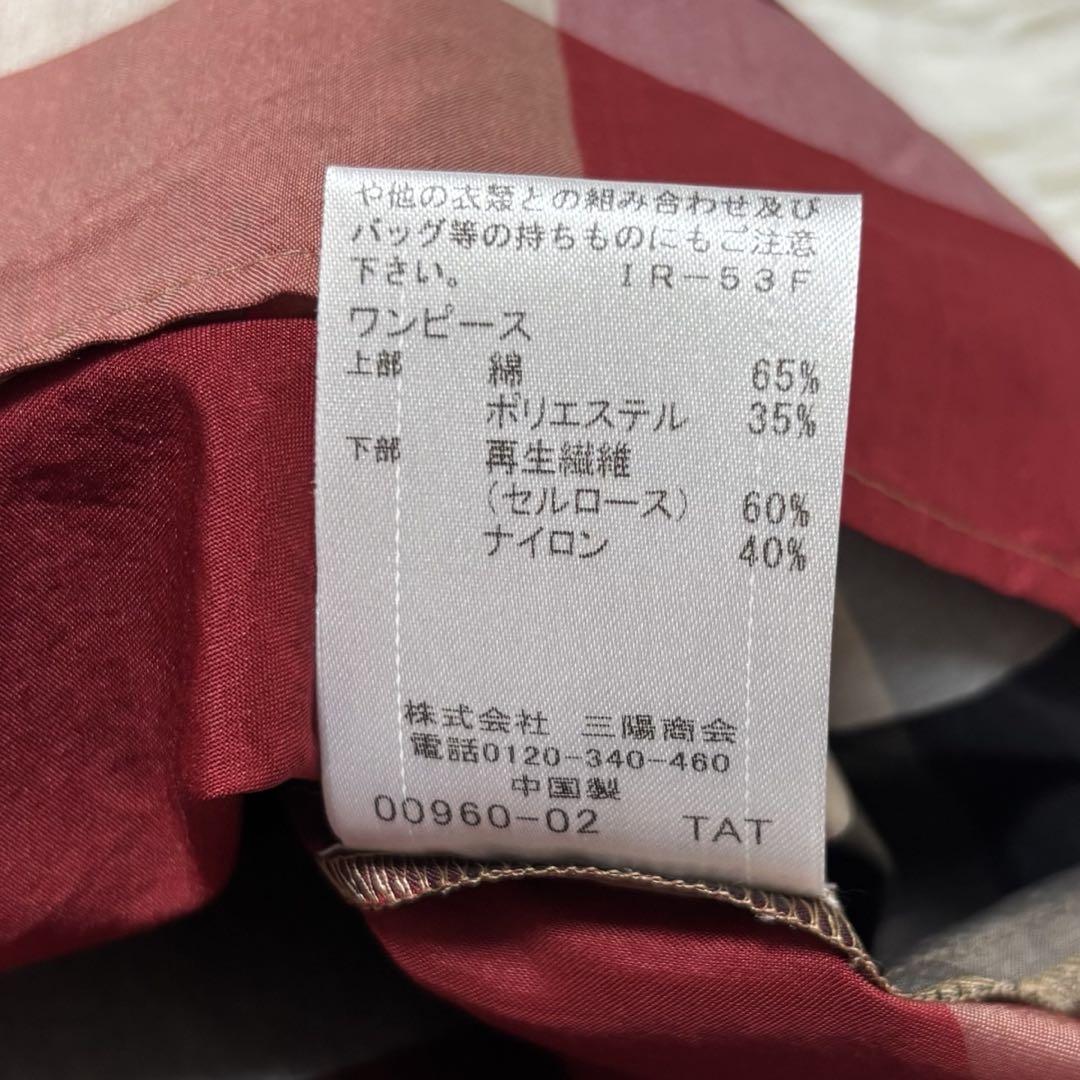 や他の衣類との組み合わせ及び
バッグ等の持ちものにもご注意
下さい。 IR-53F
ワンピース
上部 綿 65%
ポリエステル 35%
下部 再生繊維
(セルロース) 60%
ナイロン 40%
株式会社 三陽商会
電話0120-340-460
中国製
00960-02 TAT